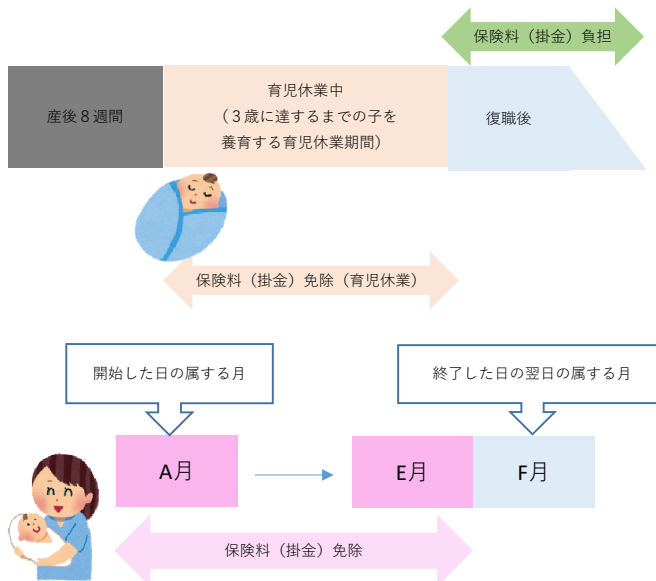 保険料（掛金）負担
産後８週間
育児休業中
（３歳に達するまでの子を
養育する育児休業期間）
復職後
保険料（掛金）免除（育児休業）
開始した日の属する月
終了した日の翌日の属する月
A月
E月
F月
保険料（掛金）免除